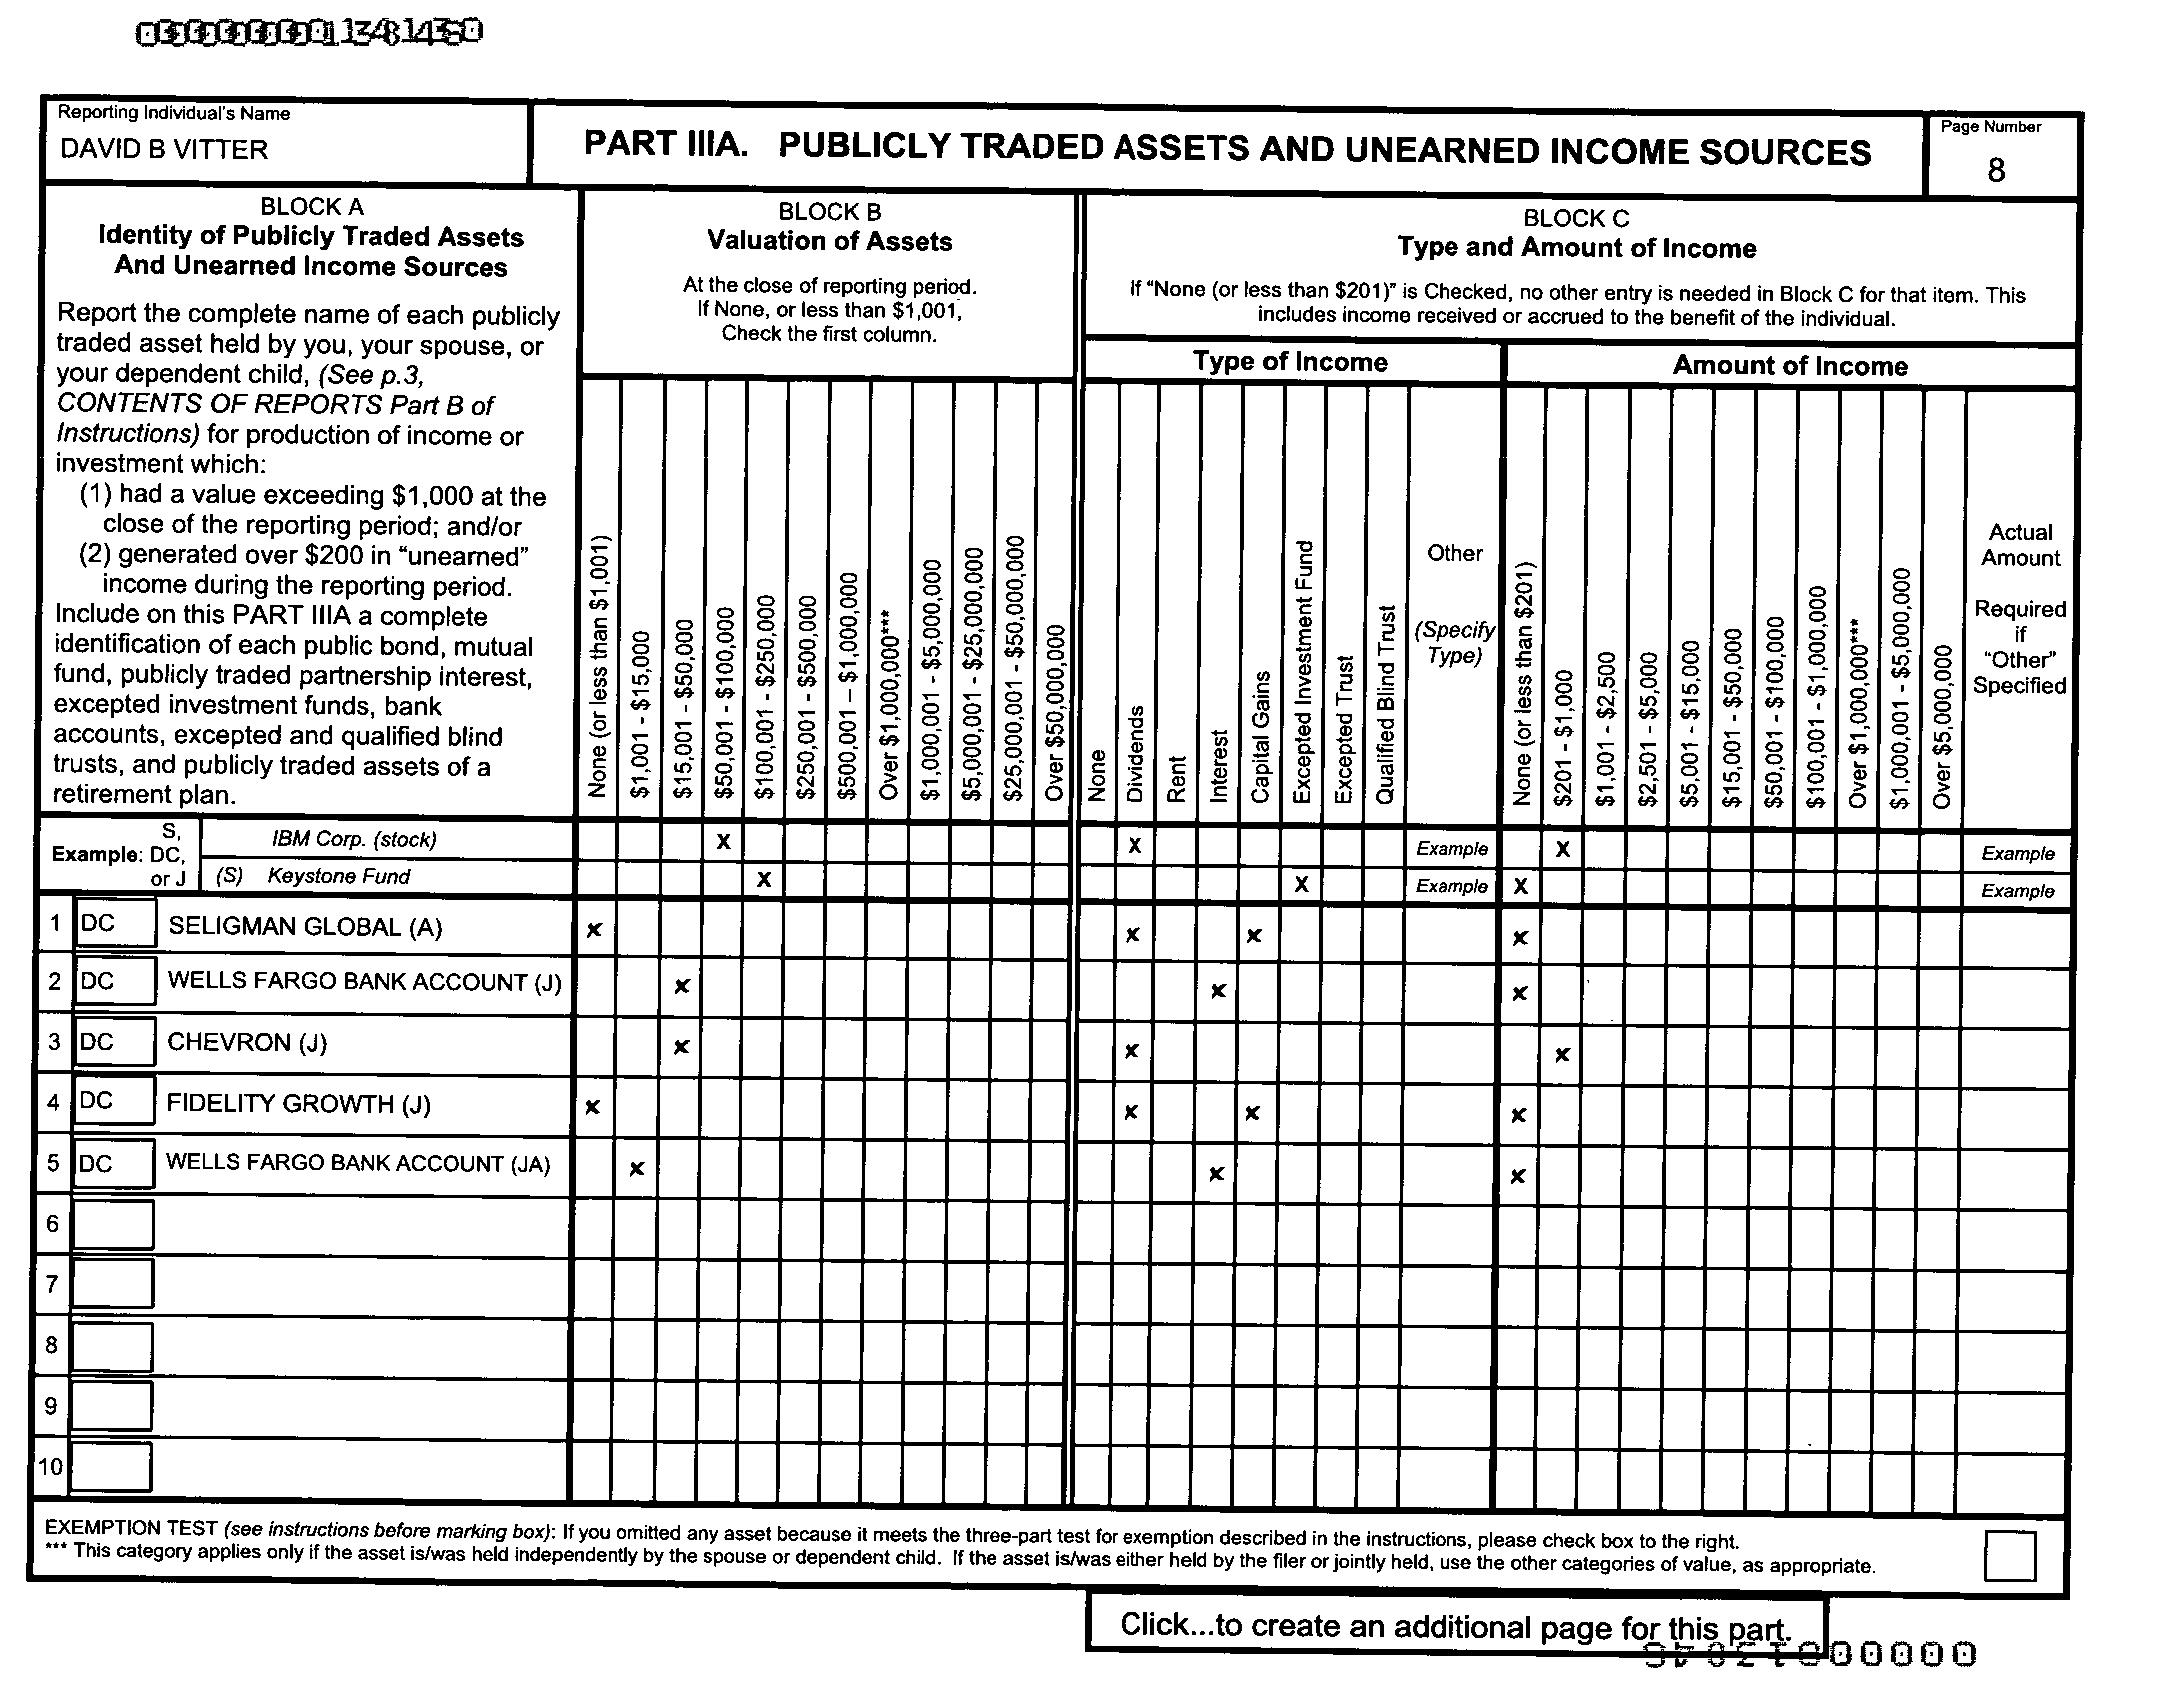 Reporting Individual's Name
DAVID B VITTER
PART IIIA. PUBLICLY TRADED ASSETS AND UNEARNED INCOME SOURCES
Page Number
8
BLOCK A
Identity of Publicly Traded Assets
And Unearned Income Sources
Report the complete name of each publicly
traded asset held by you, your spouse, or
your dependent child, (See p.3,
CONTENTS OF REPORTS Part B of
Instructions) for production of income or
investment which:
(1) had a value exceeding $1,000 at the
close of the reporting period; and/or
(2) generated over $200 in “unearned”
income during the reporting period.
Include on this PART IIIA a complete
identification of each public bond, mutual
fund, publicly traded partnership interest,
excepted investment funds, bank
accounts, excepted and qualified blind
trusts, and publicly traded assets of a
retirement plan.
BLOCK B
Valuation of Assets
At the close of reporting period.
If None, or less than $1,001,
Check the first column.
None (or less than $1,001)
$1,001 - $15,000
$15,001 - $50,000
$50,001 - $100,000
$100,001 - $250,000
$250,001 - $500,000
$500,001 – $1,000,000
Over $1,000,000***
$1,000,001 - $5,000,000
$5,000,001 - $25,000,000
$25,000,001 - $50,000,000
Over $50,000,000
BLOCK C
Type and Amount of Income
If “None (or less than $201)” is Checked, no other entry is needed in Block C for that item. This
includes income received or accrued to the benefit of the individual.
Type of Income
None
Dividends
Rent
Interest
Capital Gains
Excepted Investment Fund
Excepted Trust
Qualified Blind Trust
Other
(Specify
Type)
Amount of Income
None (or less than $201)
$201 - $1,000
$1,001 - $2,500
$2,501 - $5,000
$5,001 - $15,000
$15,001 - $50,000
$50,001 - $100,000
$100,001 - $1,000,000
Over $1,000,000***
$1,000,001 - $5,000,000
Over $5,000,000
Actual
Amount
Required
if
“Other”
Specified
Example: S, DC, or J
IBM Corp. (stock) X X Example X Example
(S) Keystone Fund X X Example X Example
1 DC SELIGMAN GLOBAL (A) x x x x
2 DC WELLS FARGO BANK ACCOUNT (J) x x x
3 DC CHEVRON (J) x x x
4 DC FIDELITY GROWTH (J) x x x x
5 DC WELLS FARGO BANK ACCOUNT (JA) x x x
6
7
8
9
10
EXEMPTION TEST (see instructions before marking box): If you omitted any asset because it meets the three-part test for exemption described in the instructions, please check box to the right.
*** This category applies only if the asset is/was held independently by the spouse or dependent child. If the asset is/was either held by the filer or jointly held, use the other categories of value, as appropriate.
Click...to create an additional page for this part.